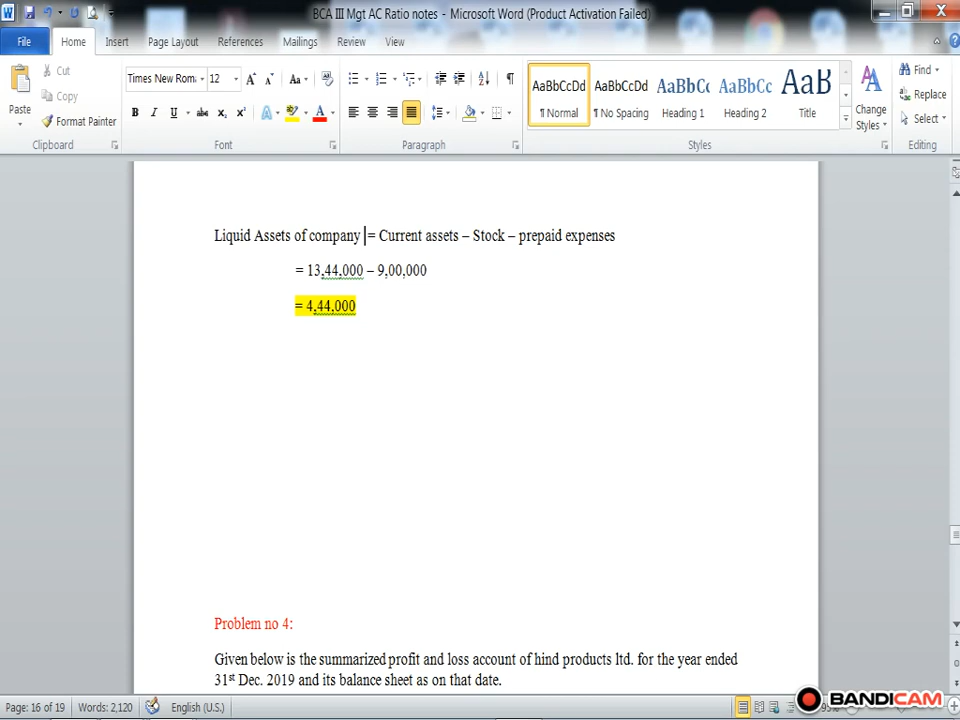 BCA III Mgt AC Ratio notes - Microsoft Word (Product Activation Failed)
File Home Insert Page Layout References Mailings Review View
Paste Cut Copy Format Painter
Times New Rom 12
AaBbCcDd AaBbCcDd AaBbCc AaBbCc AaB
¶ Normal ¶ No Spacing Heading 1 Heading 2 Title
Change Styles
Find Replace Select
Clipboard Font Paragraph Styles Editing
Liquid Assets of company = Current assets – Stock – prepaid expenses
= 13,44,000 – 9,00,000
= 4,44,000
Problem no 4:
Given below is the summarized profit and loss account of hind products ltd. for the year ended
31st Dec. 2019 and its balance sheet as on that date.
Page: 16 of 19 Words: 2,120 English (U.S.)
BANDICAM